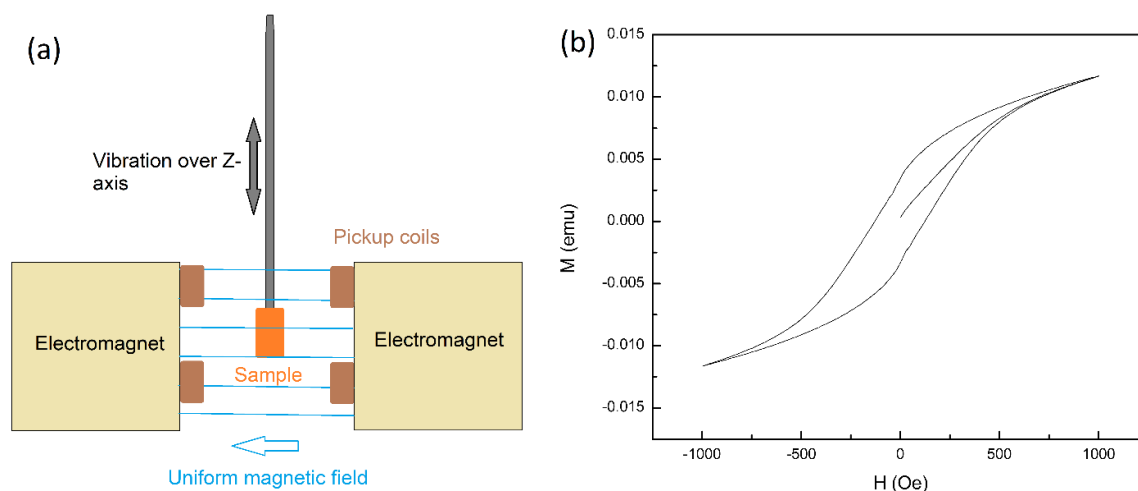 (a)
Vibration over Z-
axis
Pickup coils
Electromagnet
Electromagnet
Sample
Uniform magnetic field
(b)
0.015
0.010
0.005
0.000
-0.005
-0.010
-0.015
M (emu)
-1000 -500 0 500 1000
H (Oe)